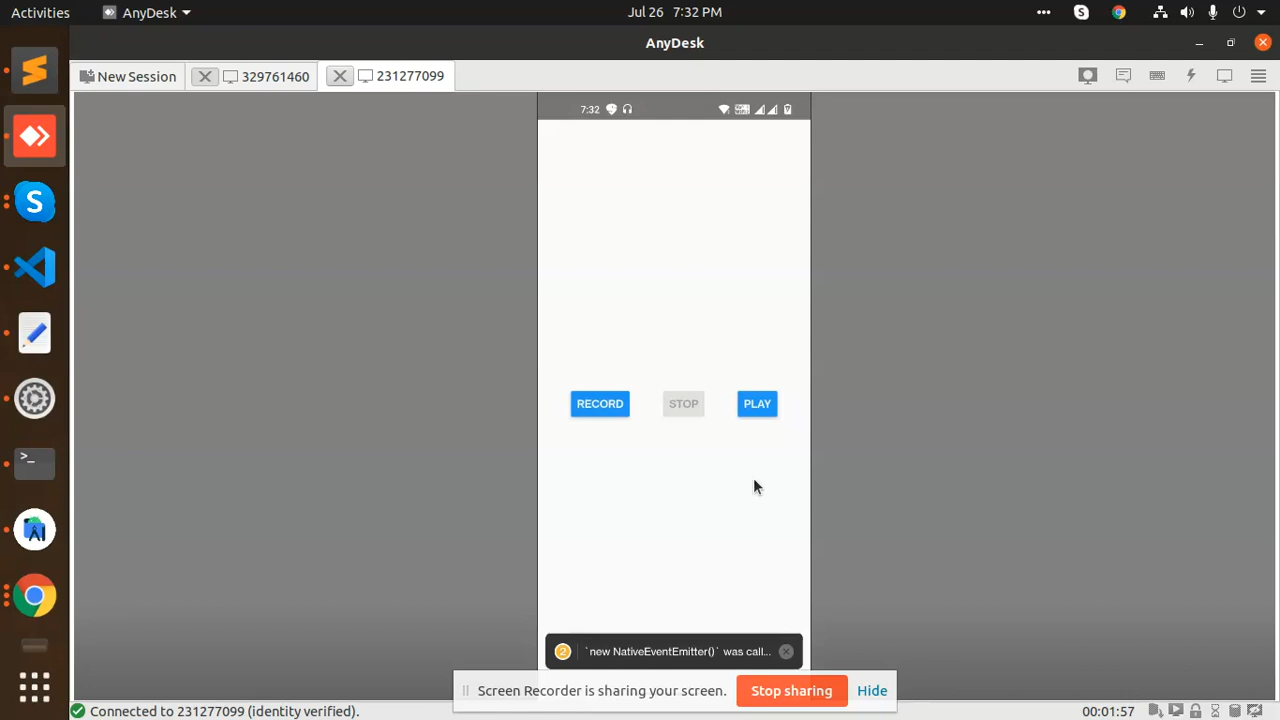 Activities
AnyDesk
Jul 26 7:32 PM
AnyDesk
New Session
329761460
231277099
7:32
RECORD
STOP
PLAY
2 `new NativeEventEmitter()` was call...
Screen Recorder is sharing your screen.
Stop sharing
Hide
Connected to 231277099 (identity verified).
00:01:57